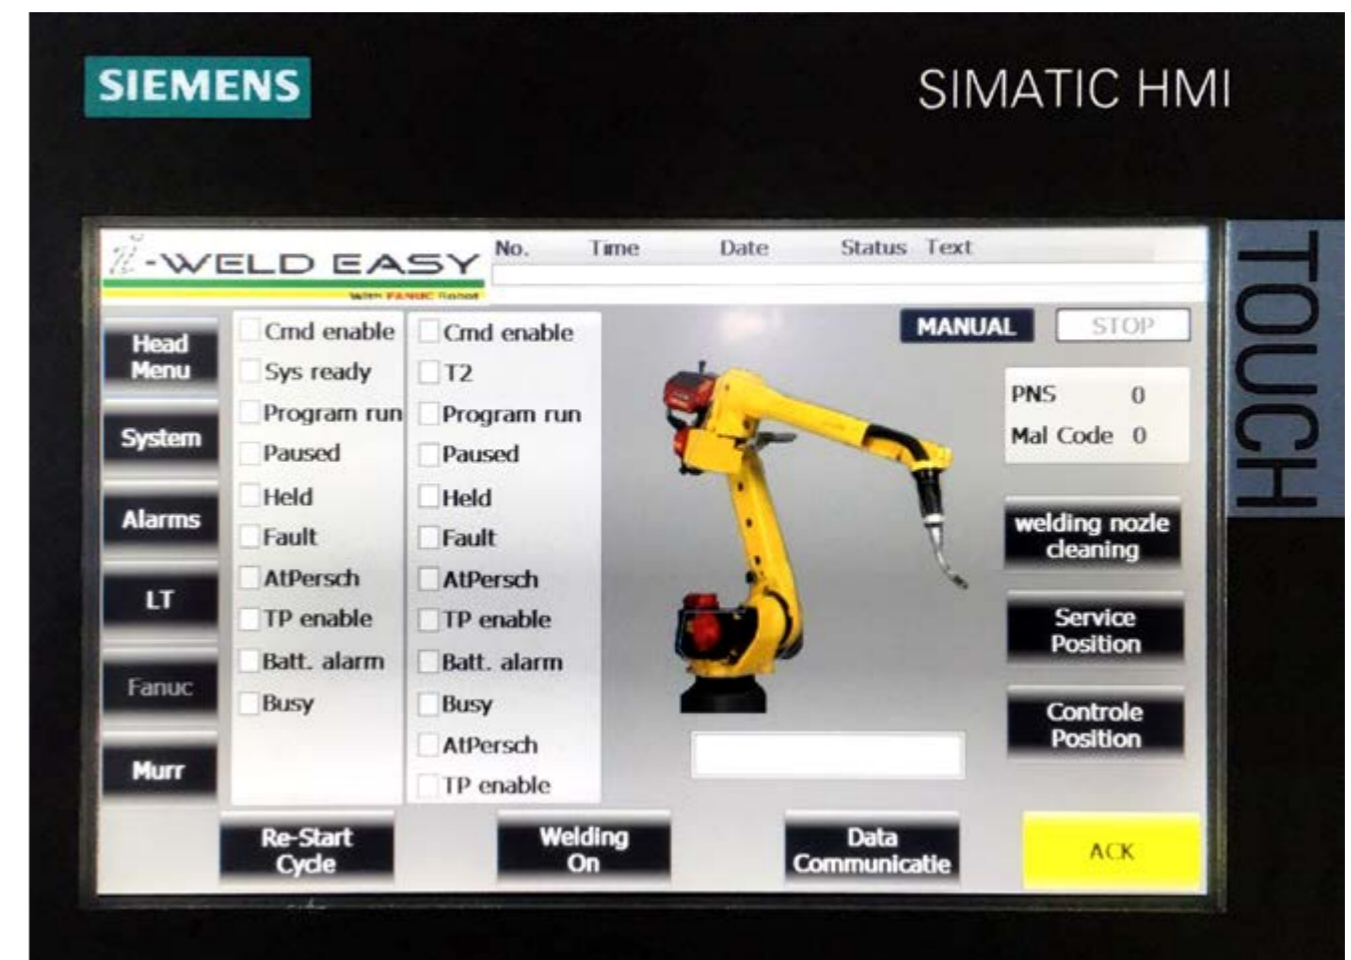 SIEMENS
SIMATIC HMI
TOUCH
i-WELD EASY
With FANUC Robot
No. Time Date Status Text
MANUAL
STOP
Head
Menu
System
Alarms
LT
Fanuc
Murr
Cmd enable
Sys ready
Program run
Paused
Held
Fault
AtPersch
TP enable
Batt. alarm
Busy
Cmd enable
T2
Program run
Paused
Held
Fault
AtPersch
TP enable
Batt. alarm
Busy
AtPersch
TP enable
PNS 0
Mal Code 0
welding nozle
cleaning
Service
Position
Controle
Position
Re-Start
Cycle
Welding
On
Data
Communicatie
ACK